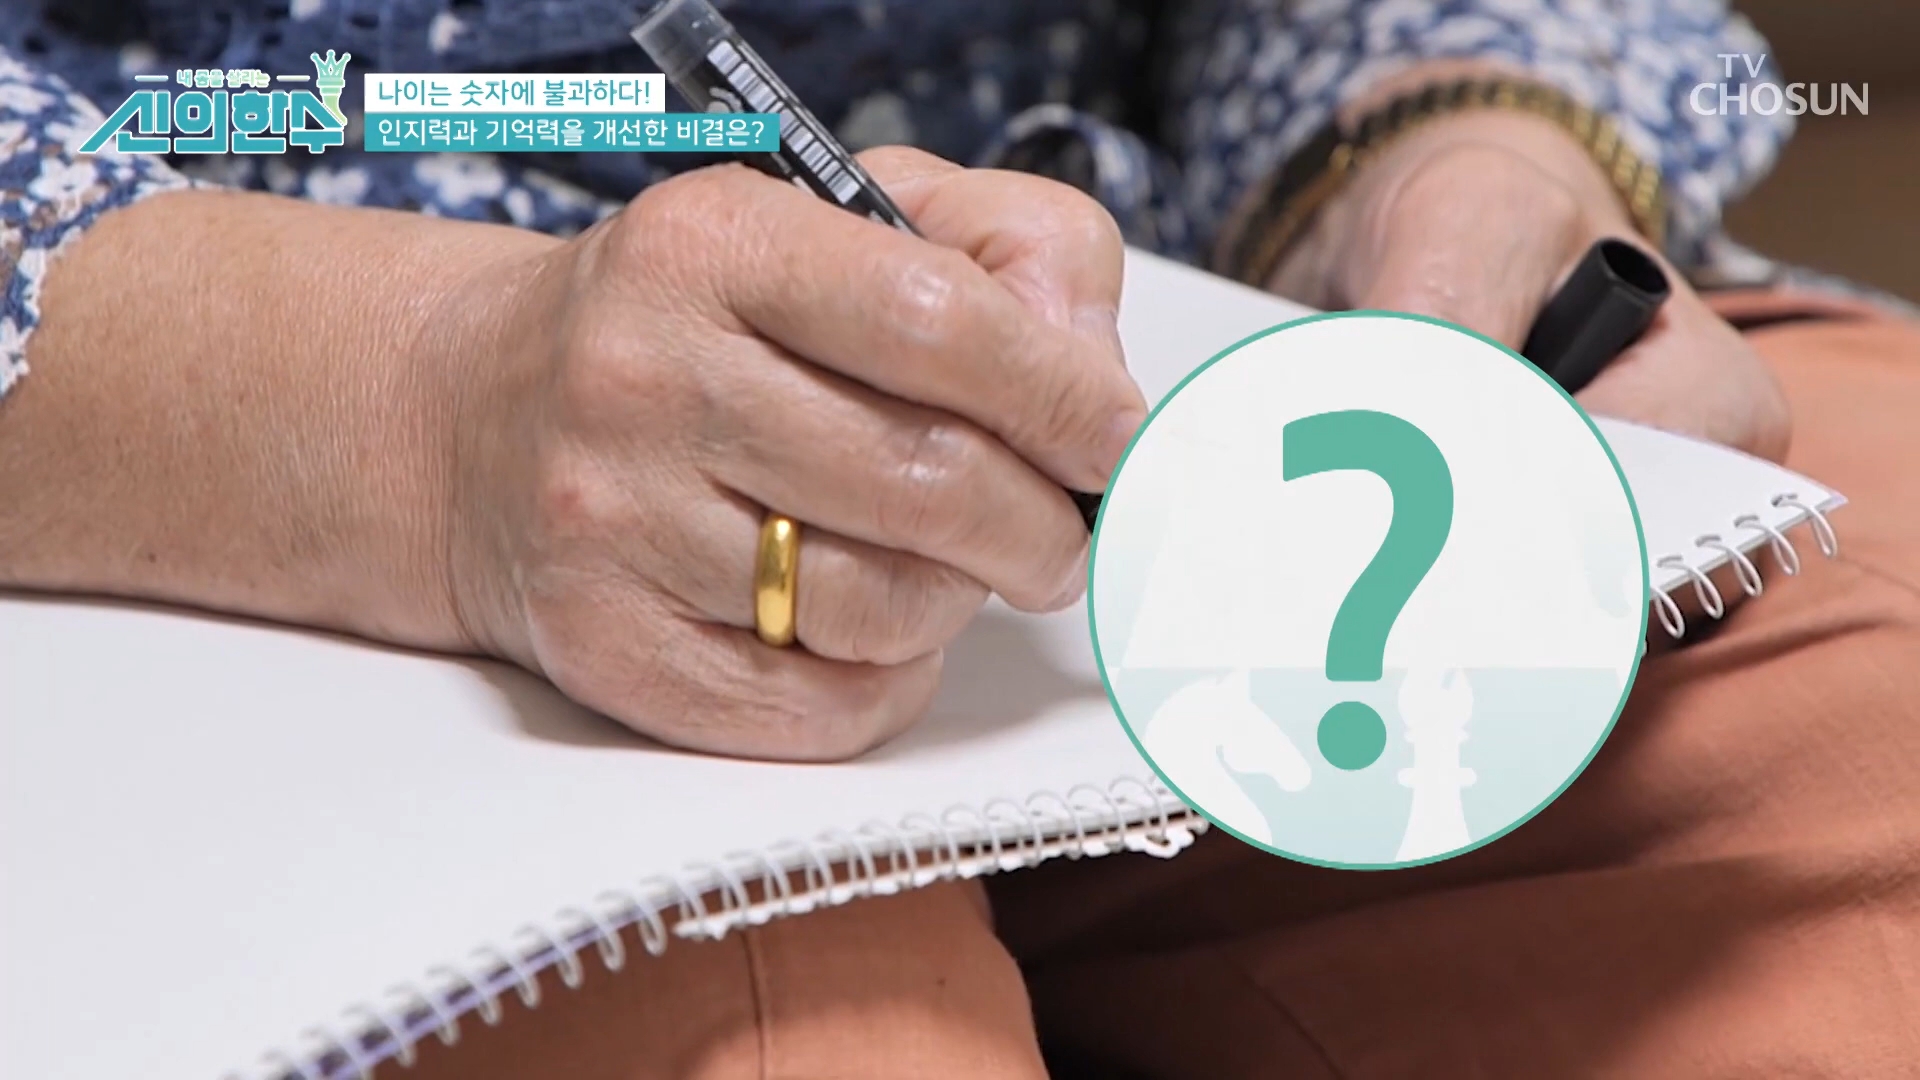 내 몸을 살리는
신의 한 수
나이는 숫자에 불과하다!
인지력과 기억력을 개선한 비결은?
TV
CHOSUN
?